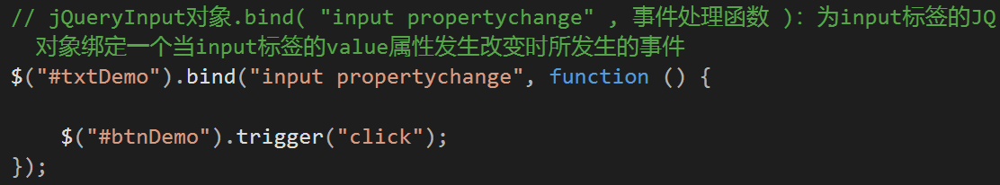 // jQueryInput对象.bind( "input propertychange" , 事件处理函数 ): 为input标签的JQ
对象绑定一个当input标签的value属性发生改变时所发生的事件
$("#txtDemo").bind("input propertychange", function () {
$("#btnDemo").trigger("click");
});